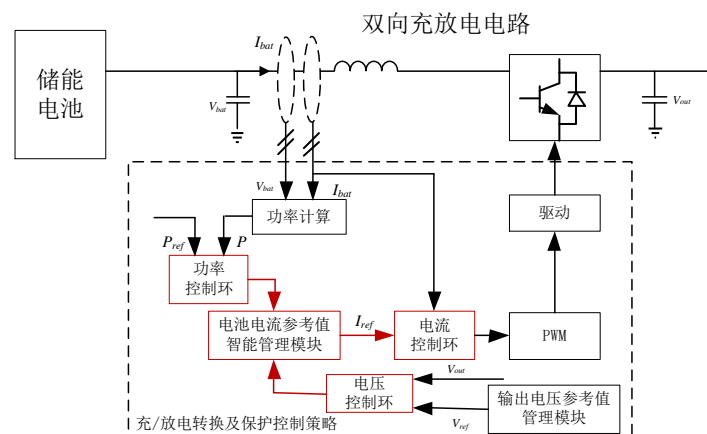 双向充放电电路
储能
电池
Ibat
Vbat
Vout
Vbat
Ibat
功率计算
驱动
Pref
P
功率
控制环
电池电流参考值
智能管理模块
Iref
电流
控制环
PWM
电压
控制环
Vout
Vref
输出电压参考值
管理模块
充/放电转换及保护控制策略